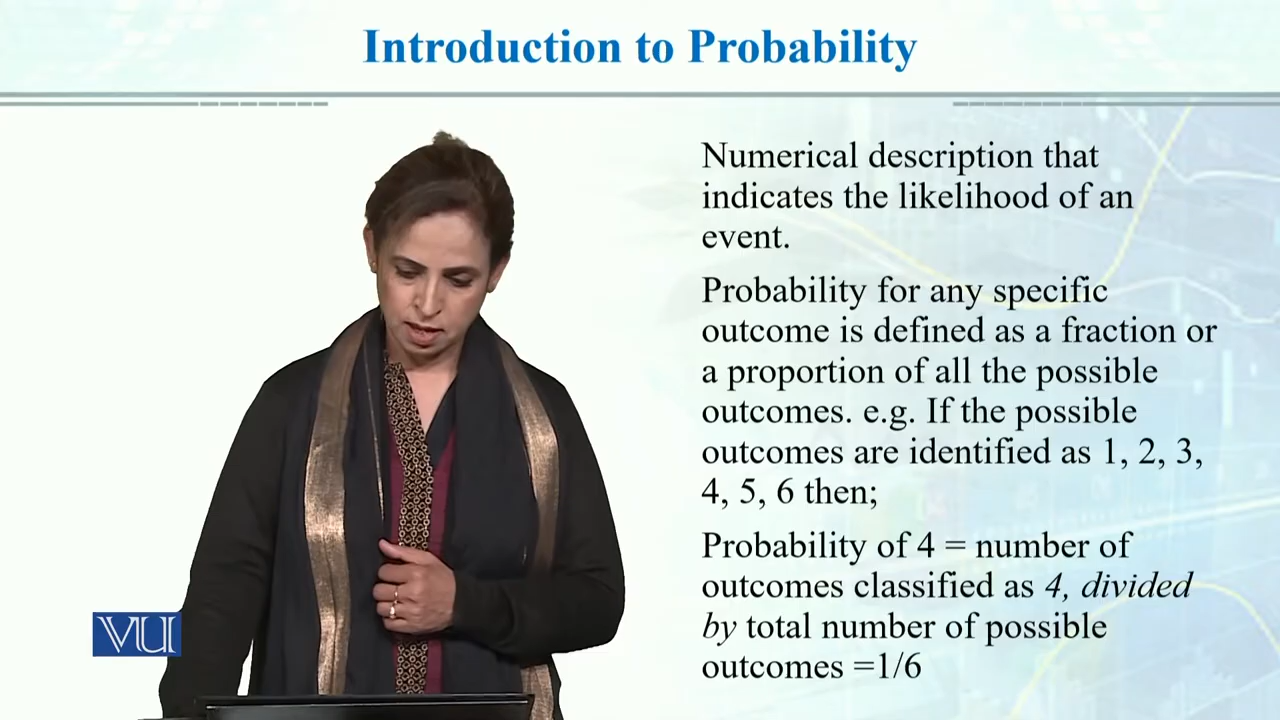 Introduction to Probability
Numerical description that
indicates the likelihood of an
event.
Probability for any specific
outcome is defined as a fraction or
a proportion of all the possible
outcomes. e.g. If the possible
outcomes are identified as 1, 2, 3,
4, 5, 6 then;
Probability of 4 = number of
outcomes classified as 4, divided
by total number of possible
outcomes =1/6
VU